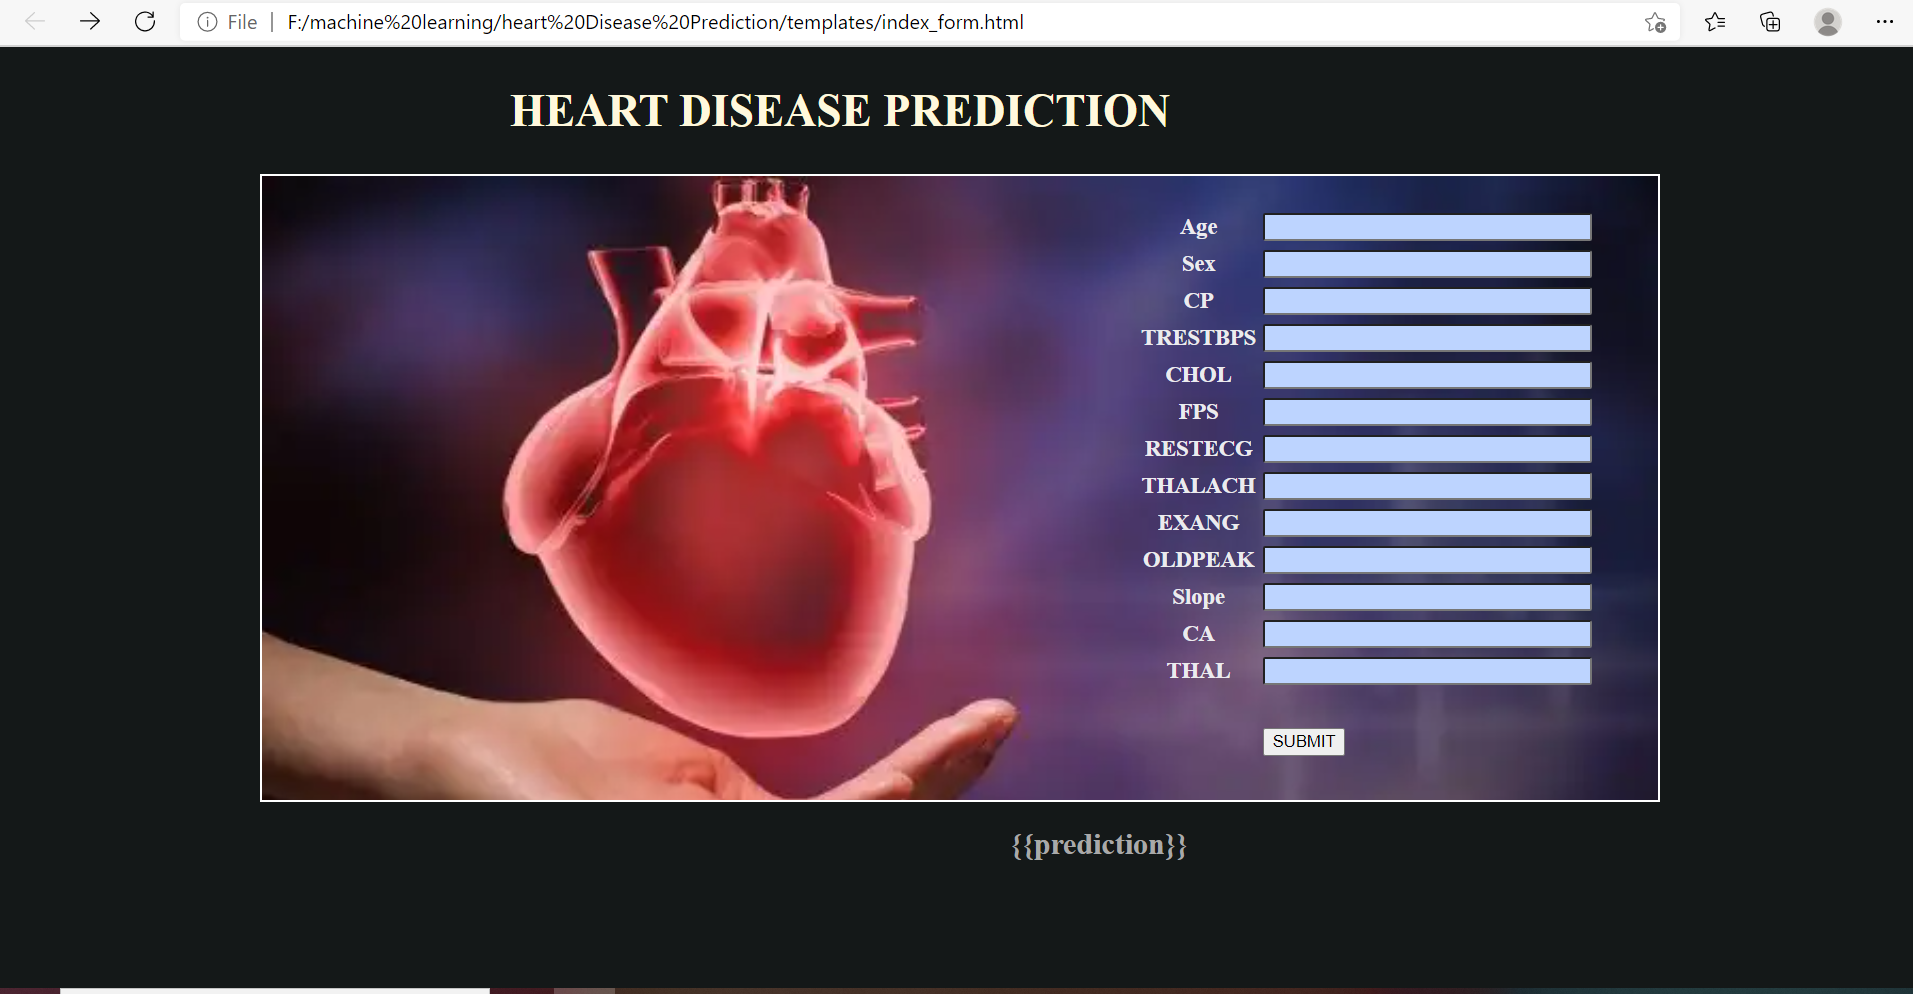 File | F:/machine%20learning/heart%20Disease%20Prediction/templates/index_form.html
HEART DISEASE PREDICTION
Age
Sex
CP
TRESTBPS
CHOL
FPS
RESTECG
THALACH
EXANG
OLDPEAK
Slope
CA
THAL
SUBMIT
{{prediction}}